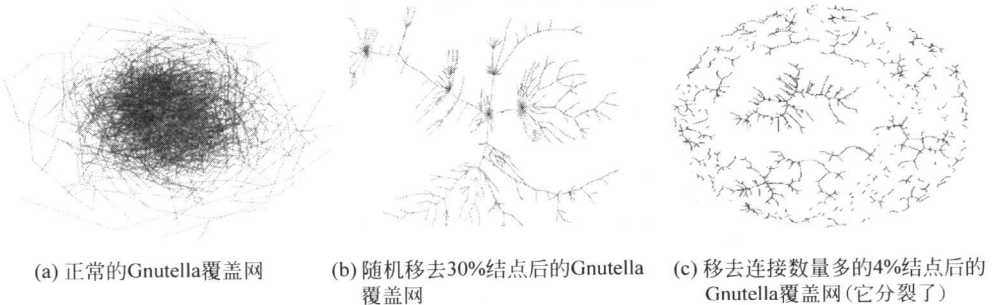 (a) 正常的Gnutella覆盖网
(b) 随机移去30%结点后的Gnutella
覆盖网
(c) 移去连接数量多的4%结点后的
Gnutella覆盖网(它分裂了)